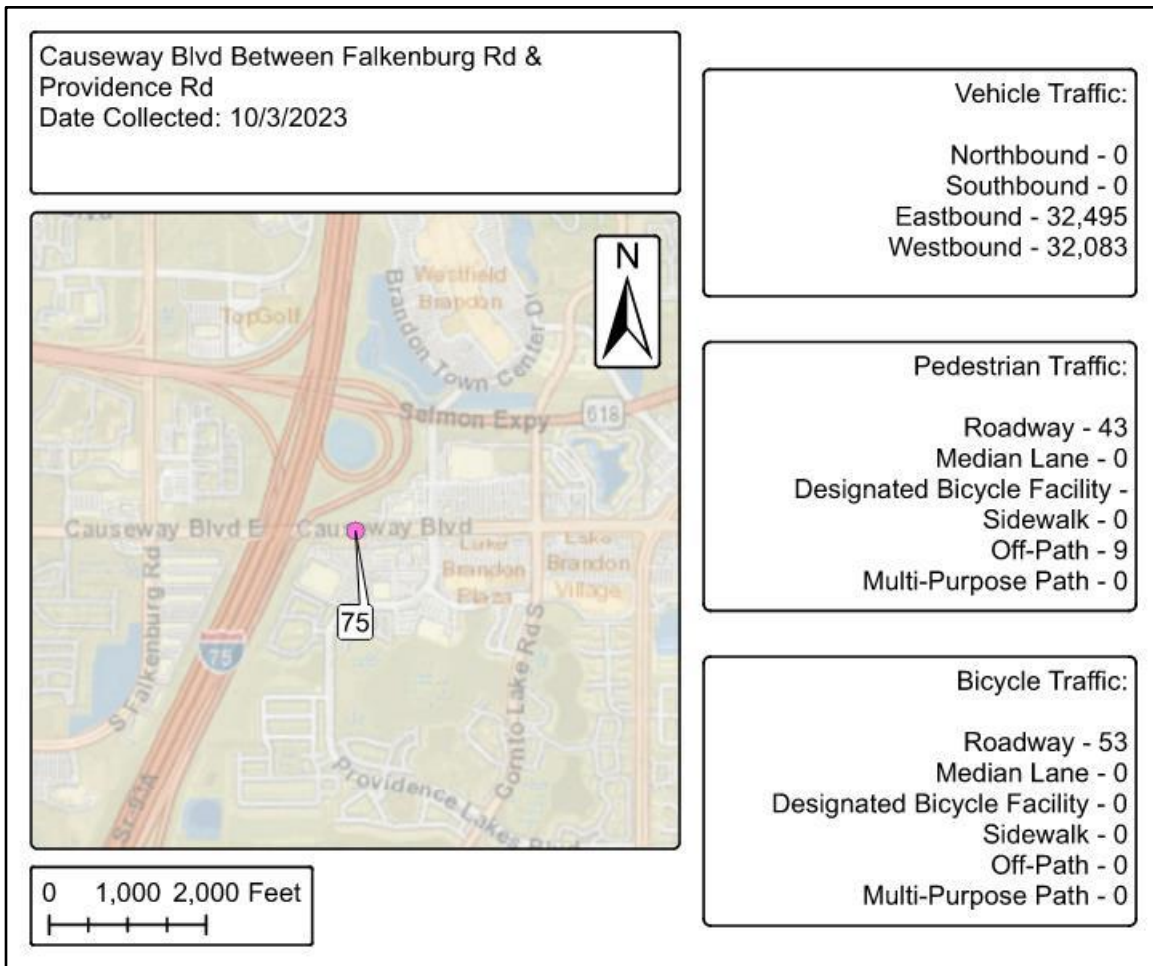 Causeway Blvd Between Falkenburg Rd &
Providence Rd
Date Collected: 10/3/2023
Vehicle Traffic:
Northbound - 0
Southbound - 0
Eastbound - 32,495
Westbound - 32,083
Pedestrian Traffic:
Roadway - 43
Median Lane - 0
Designated Bicycle Facility -
Sidewalk - 0
Off-Path - 9
Multi-Purpose Path - 0
Bicycle Traffic:
Roadway - 53
Median Lane - 0
Designated Bicycle Facility - 0
Sidewalk - 0
Off-Path - 0
Multi-Purpose Path - 0
N
Westfield
Brandon
TopGolf
Brandon Town Center D
Selmon Expy
618
Causeway Blvd E
Causeway Blvd
Lake
Brandon
Plaza
Lake
Brandon
Village
75
75
S Falkenburg Rd
Providence Lakes Blvd
Lake Rd S
0 1,000 2,000 Feet